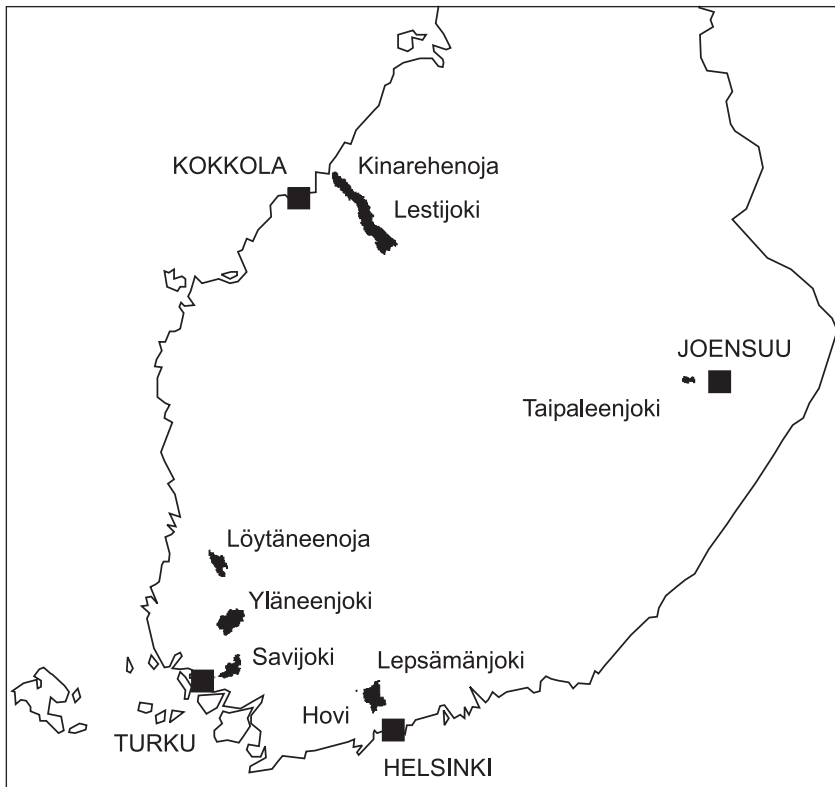 KOKKOLA
Kinarehenoja
Lestijoki
JOENSUU
Taipaleenjoki
Löytäneenoja
Yläneenjoki
Savijoki
Lepsämänjoki
Hovi
TURKU
HELSINKI